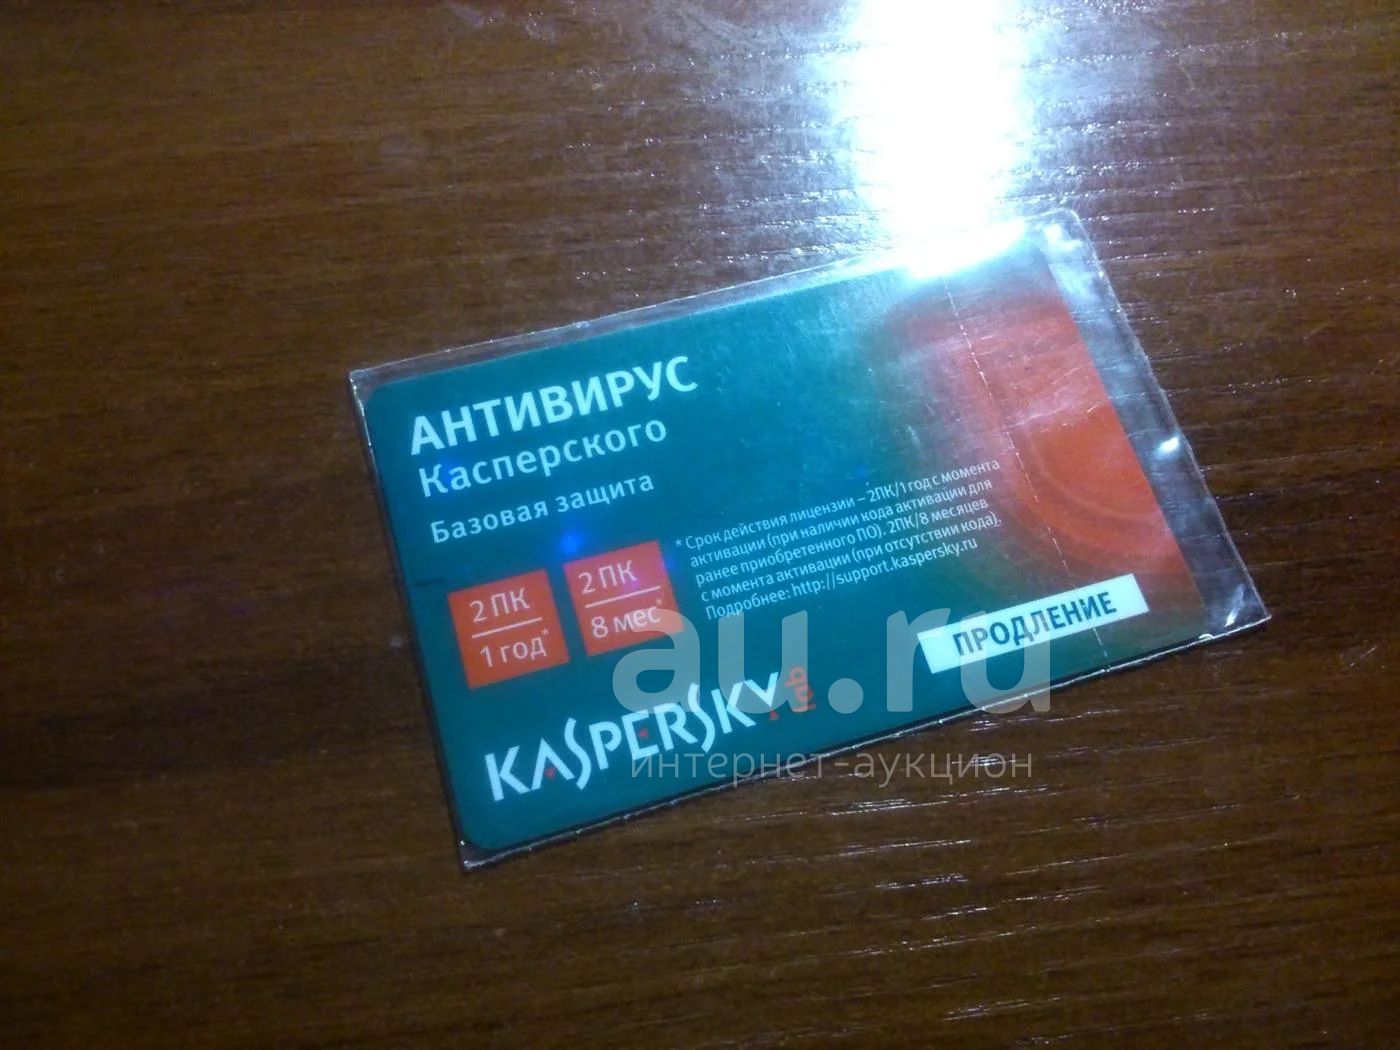 АНТИВИРУС
Касперского
Базовая защита
2 ПК
1 год*
2 ПК
8 мес*
* Срок действия лицензии – 2ПК/1 год с момента
активации (при наличии кода активации для
ранее приобретенного ПО). 2ПК/8 месяцев
с момента активации (при отсутствии кода).
Подробнее: http://support.kaspersky.ru
ПРОДЛЕНИЕ
KASPERSKY lab
au.ru
интернет-аукцион